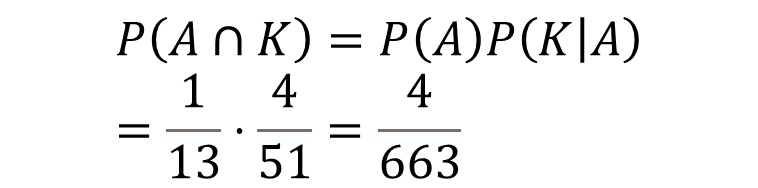 P(A ∩ K) = P(A)P(K|A)
= 1/13 · 4/51 = 4/663